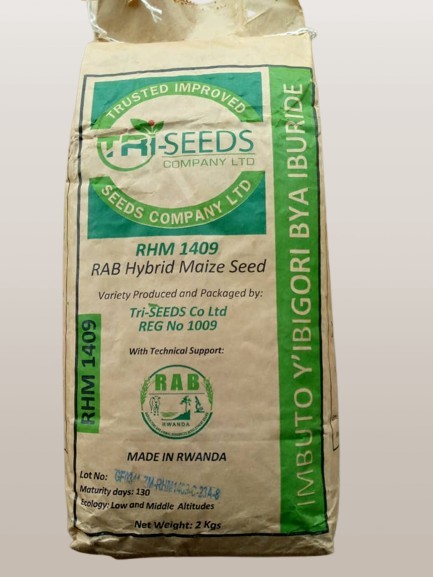 TRUSTED IMPROVED
TRI-SEEDS
COMPANY LTD
SEEDS COMPANY LTD
RHM 1409
RAB Hybrid Maize Seed
Variety Produced and Packaged by:
Tri-SEEDS Co Ltd
REG No 1009
With Technical Support:
RAB
RWANDA
MADE IN RWANDA
Lot No:
Maturity days: 130
Ecology: Low and Middle Altitudes
Net Weight: 2 Kgs
RHM 1409
IMBUTO Y'IBIGORI BYA IBURIDE